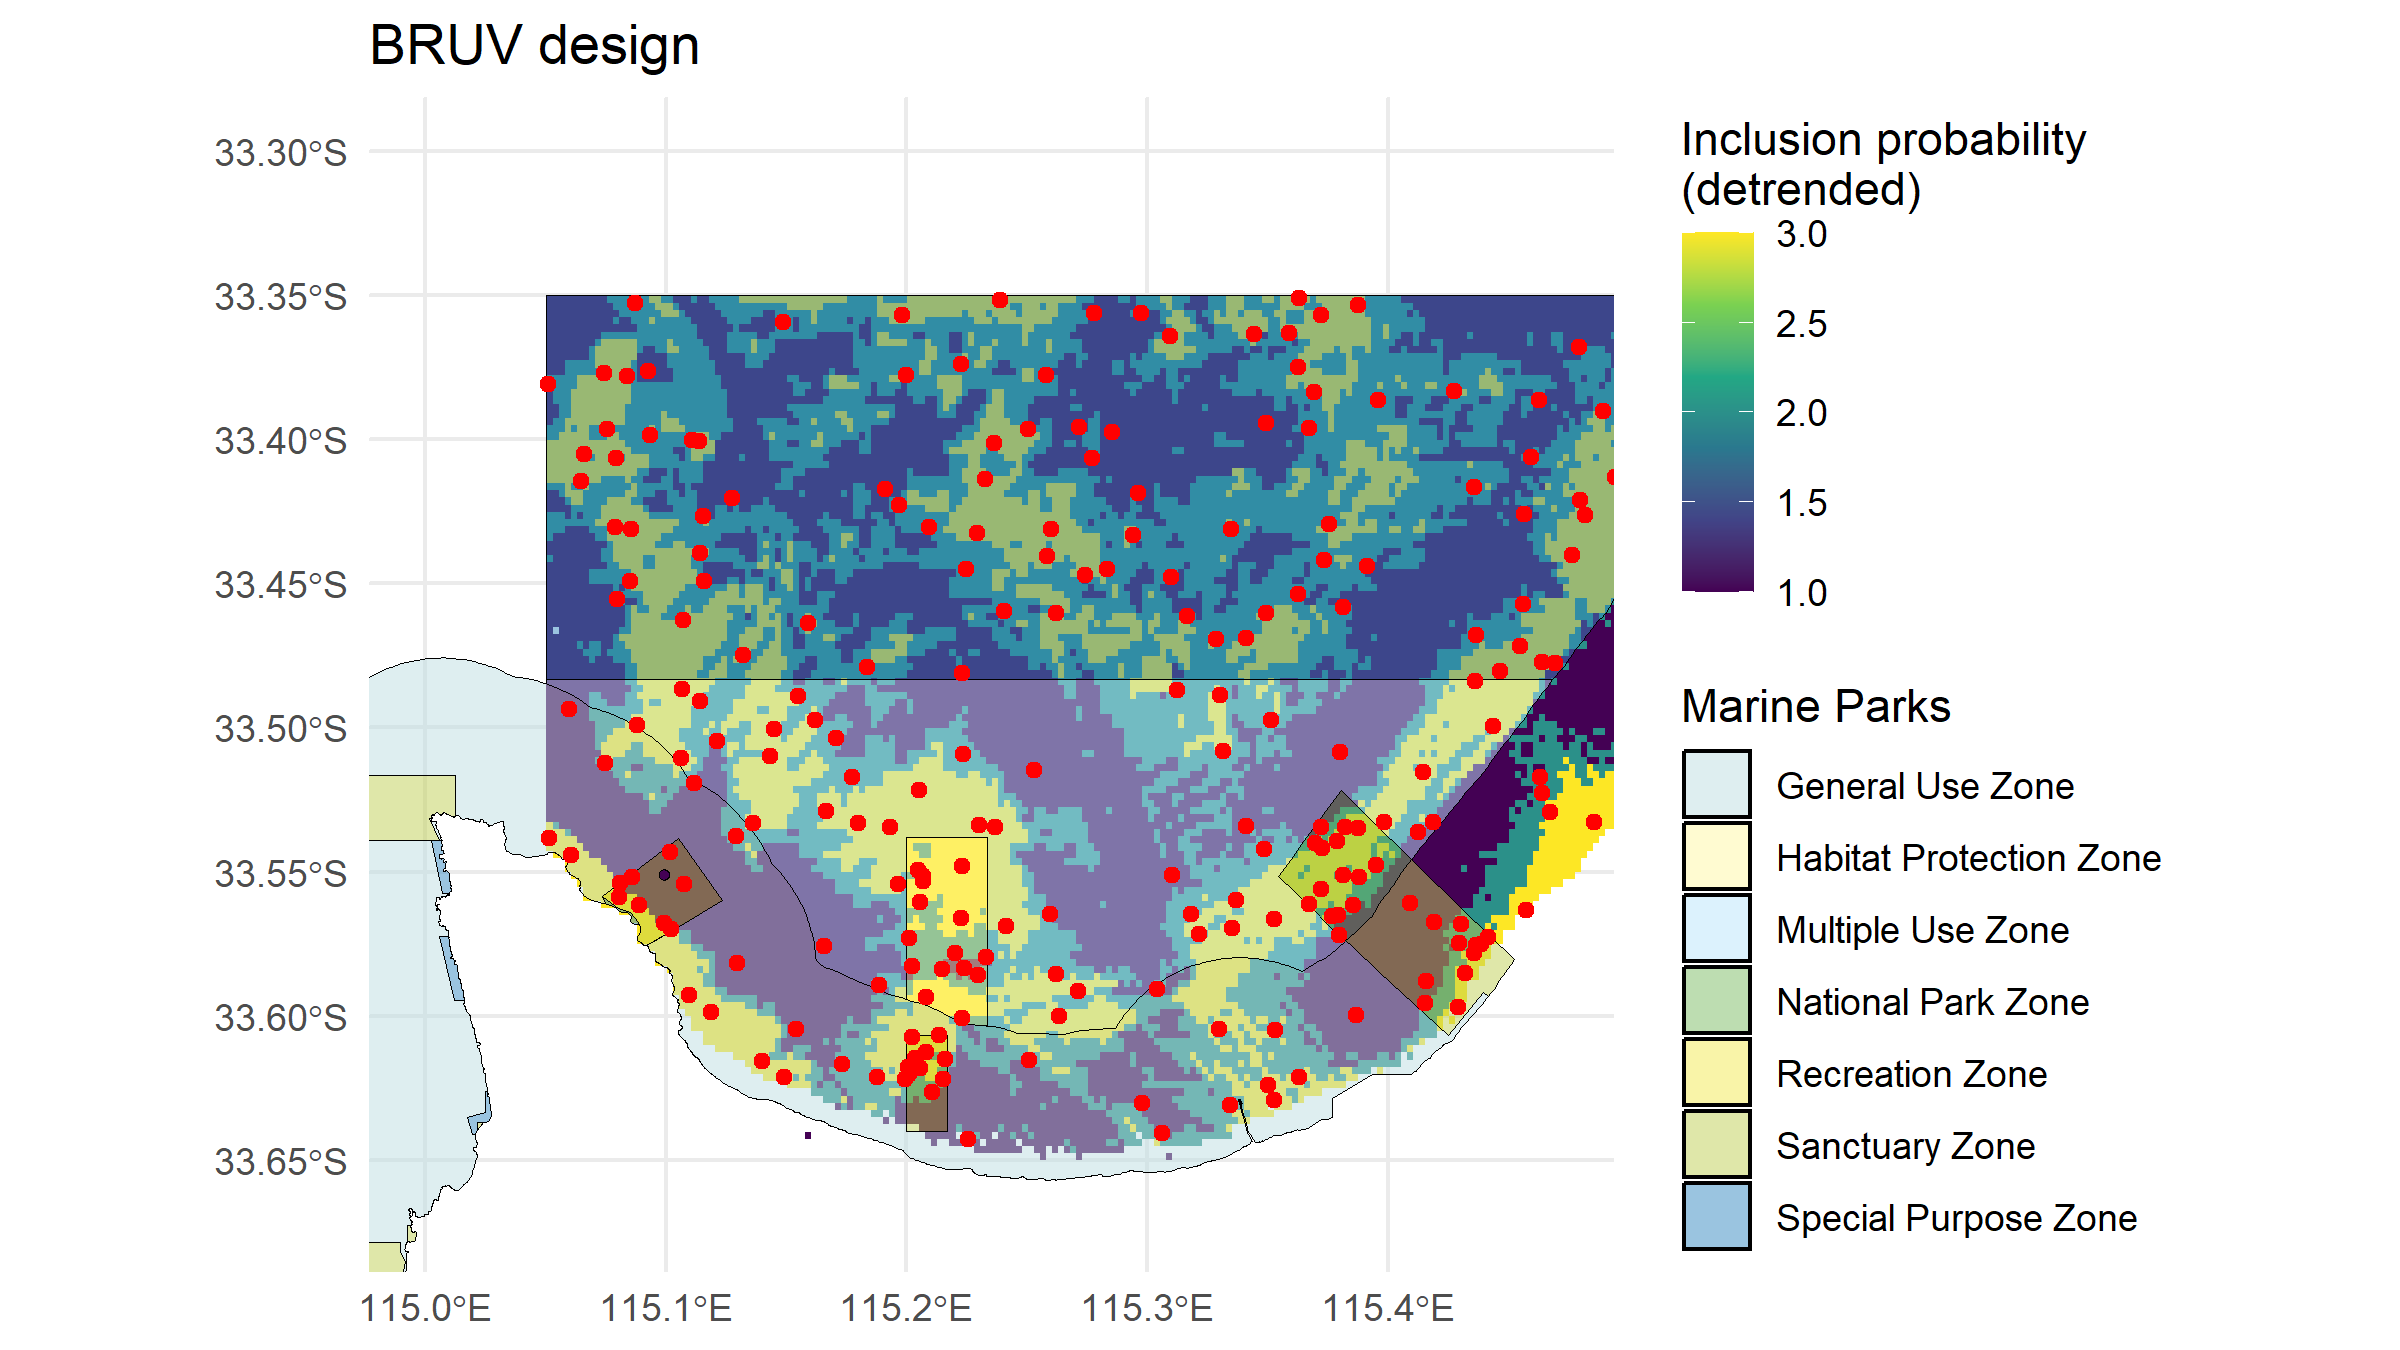 BRUV design
33.30°S
33.35°S
33.40°S
33.45°S
33.50°S
33.55°S
33.60°S
33.65°S
115.0°E
115.1°E
115.2°E
115.3°E
115.4°E
Inclusion probability
(detrended)
3.0
2.5
2.0
1.5
1.0
Marine Parks
General Use Zone
Habitat Protection Zone
Multiple Use Zone
National Park Zone
Recreation Zone
Sanctuary Zone
Special Purpose Zone